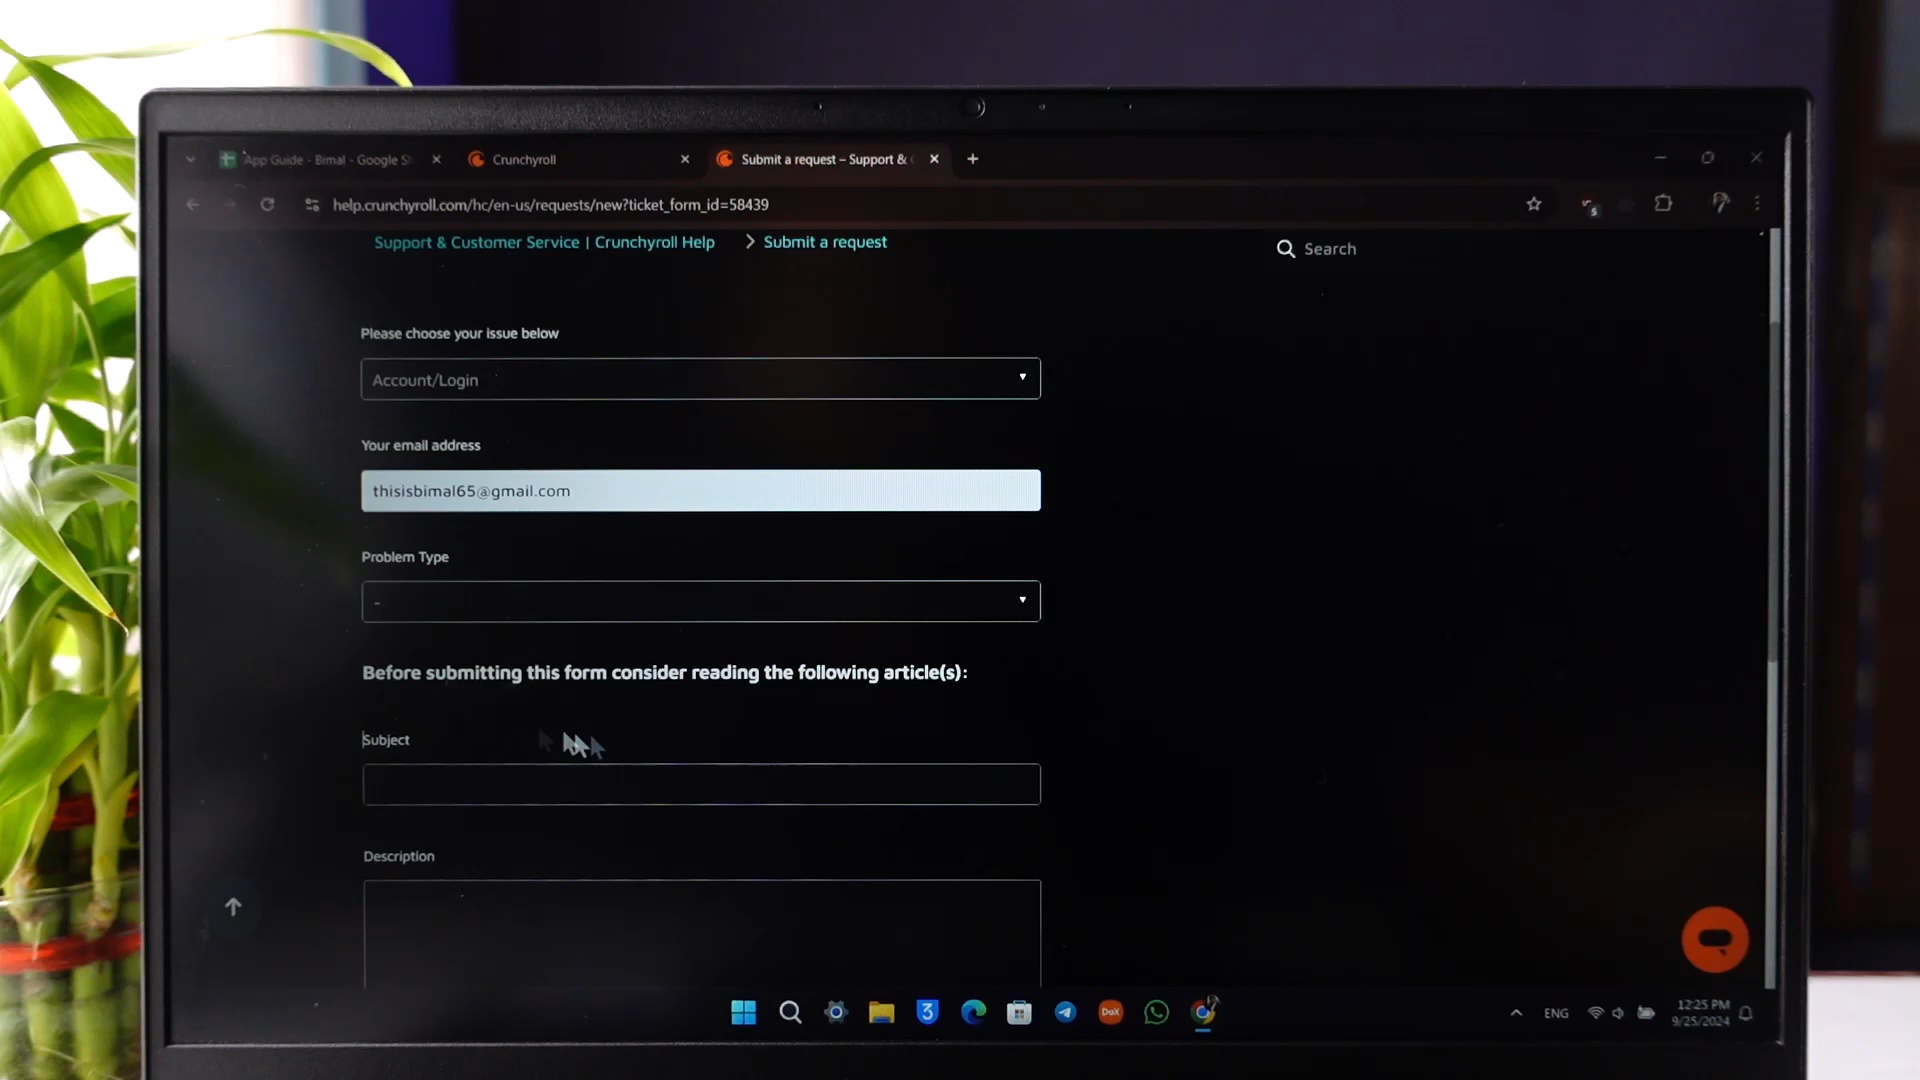 App Guide - Bimal - Google S
Crunchyroll
Submit a request – Support &
help.crunchyroll.com/hc/en-us/requests/new?ticket_form_id=58439
Support & Customer Service | Crunchyroll Help > Submit a request
Search
Please choose your issue below
Account/Login
Your email address
thisisbimal65@gmail.com
Problem Type
-
Before submitting this form consider reading the following article(s):
Subject
Description
3
DoX
ENG
12:25 PM
9/25/2024